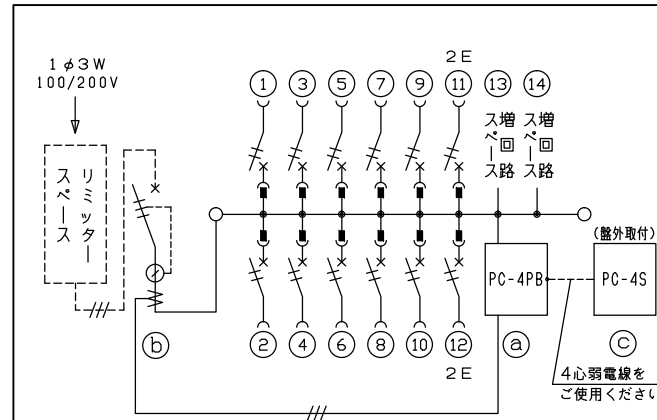 1φ3W
100/200V
リミッター
スペース
2E
① ③ ⑤ ⑦ ⑨ ⑪ ⑬ ⑭
増回路
スペース
増回路
スペース
(盤外取付)
PC-4PB
PC-4S
ⓑ ② ④ ⑥ ⑧ ⑩ ⑫ ⓐ ⓒ
2E
4心弱電線を
ご使用ください